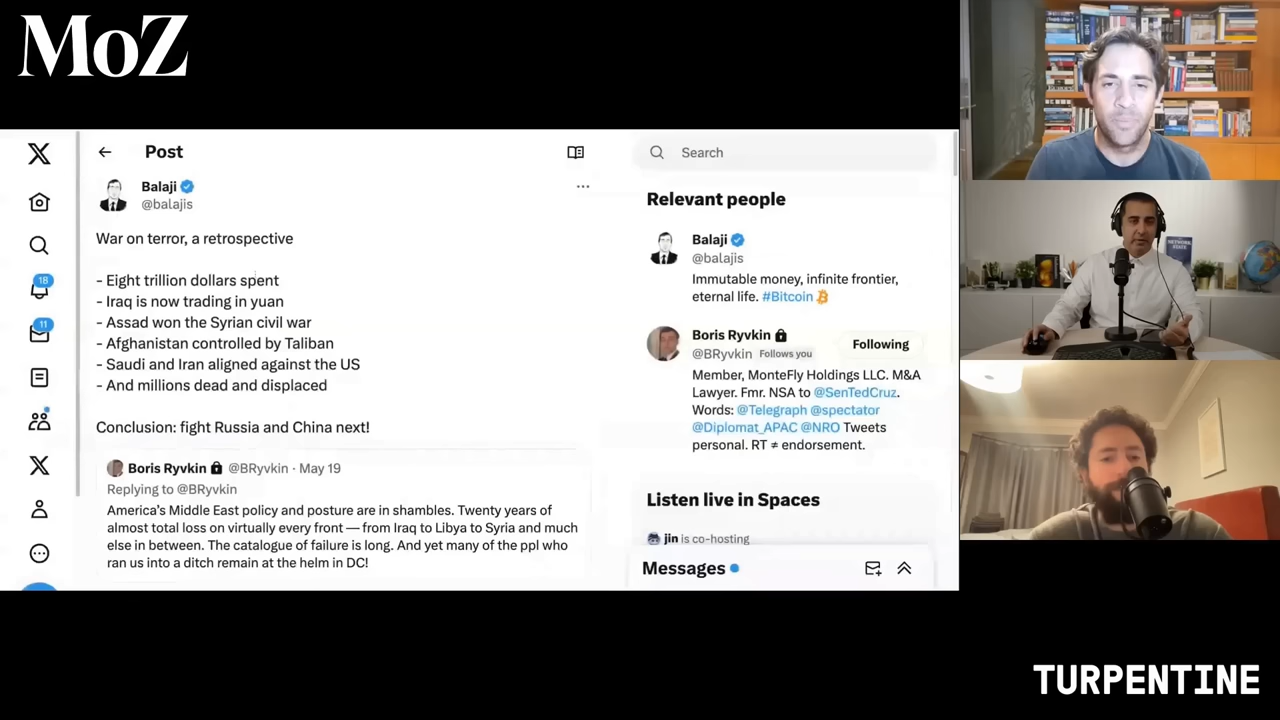 MoZ
Post
Balaji
@balajis
War on terror, a retrospective
- Eight trillion dollars spent
- Iraq is now trading in yuan
- Assad won the Syrian civil war
- Afghanistan controlled by Taliban
- Saudi and Iran aligned against the US
- And millions dead and displaced
Conclusion: fight Russia and China next!
Boris Ryvkin @BRyvkin · May 19
Replying to @BRyvkin
America’s Middle East policy and posture are in shambles. Twenty years of
almost total loss on virtually every front — from Iraq to Libya to Syria and much
else in between. The catalogue of failure is long. And yet many of the ppl who
ran us into a ditch remain at the helm in DC!
18
11
Search
Relevant people
Balaji
@balajis
Immutable money, infinite frontier,
eternal life. #Bitcoin
Boris Ryvkin
@BRyvkin Follows you
Following
Member, MonteFly Holdings LLC. M&A
Lawyer. Fmr. NSA to @SenTedCruz.
Words: @Telegraph @spectator
@Diplomat_APAC @NRO Tweets
personal. RT ≠ endorsement.
Listen live in Spaces
jin is co-hosting
Messages
THE
NETWORK
STATE
TURPENTINE